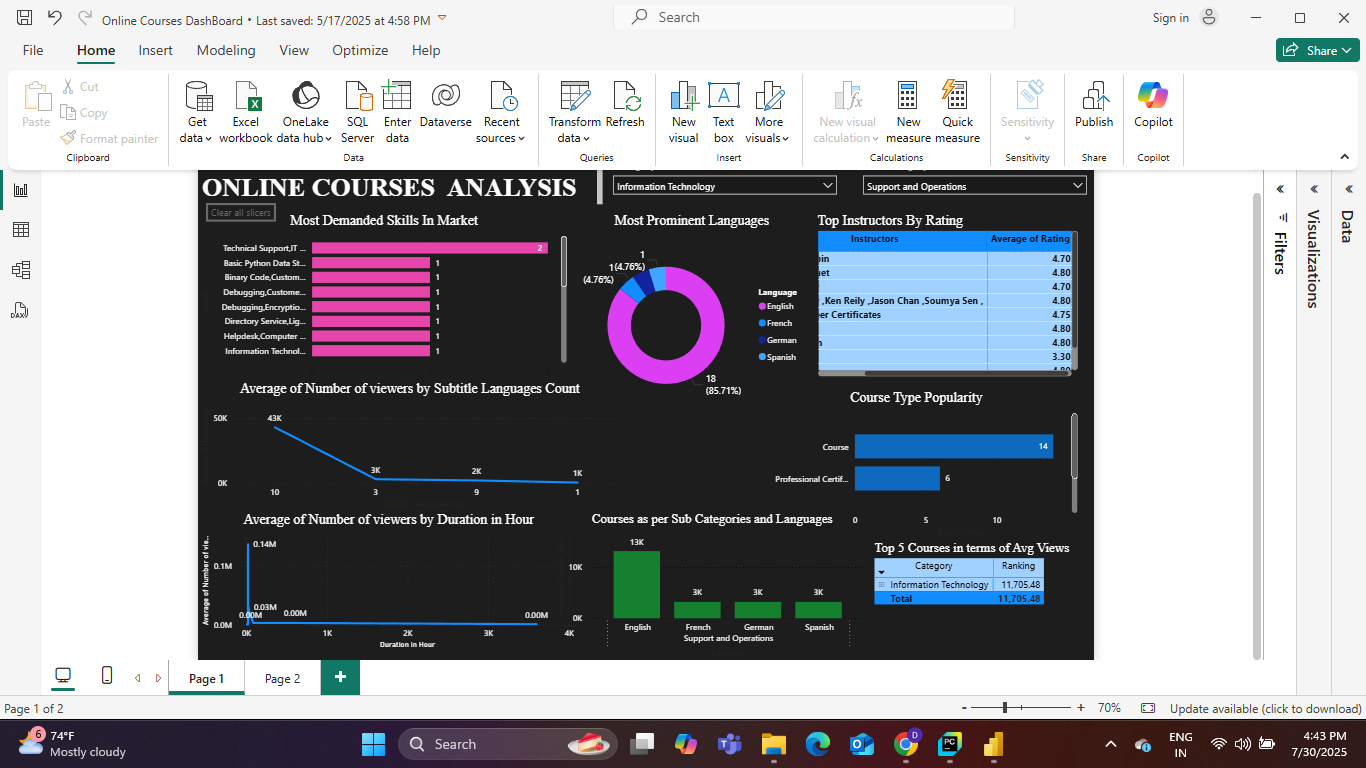 Online Courses DashBoard • Last saved: 5/17/2025 at 4:58 PM
Search
Sign in
File Home Insert Modeling View Optimize Help
Share
Paste
Cut
Copy
Format painter
Clipboard
Get data
Excel workbook
OneLake data hub
SQL Server
Enter data
Dataverse
Recent sources
Data
Transform data
Refresh
Queries
New visual
Text box
More visuals
Insert
New visual calculation
New measure
Quick measure
Calculations
Sensitivity
Sensitivity
Publish
Share
Copilot
Copilot
ONLINE COURSES ANALYSIS
Information Technology
Support and Operations
Clear all slicers
Most Demanded Skills In Market
Technical Support,IT ... 2
Basic Python Data St... 1
Binary Code,Custom... 1
Debugging,Custome... 1
Debugging,Encryptio... 1
Directory Service,Lig... 1
Helpdesk,Computer ... 1
Information Technol... 1
Most Prominent Languages
1
(4.76%)
1
(4.76%)
18
(85.71%)
Language
English
French
German
Spanish
Top Instructors By Rating
Instructors Average of Rating
4.70
4.80
4.70
,Ken Reily ,Jason Chan ,Soumya Sen , 4.80
er Certificates 4.75
4.80
4.80
3.30
4.80
Average of Number of viewers by Subtitle Languages Count
50K
0K
43K
3K
2K
1K
10 3 9 1
Course Type Popularity
Course 14
Professional Certif... 6
0 5 10
Average of Number of viewers by Duration in Hour
Average of Number of vie...
0.1M
0.0M
0.14M
0.03M
0.00M
0.00M
0.00M
0K 1K 2K 3K 4K
Duration in Hour
Courses as per Sub Categories and Languages
10K
0K
13K
3K
3K
3K
English French German Spanish
Support and Operations
Top 5 Courses in terms of Avg Views
Category Ranking
Information Technology 11,705.48
Total 11,705.48
Filters
Visualizations
Data
DAX
Page 1
Page 2
Page 1 of 2
- + 70%
Update available (click to download)
6
74°F
Mostly cloudy
Search
ENG
IN
4:43 PM
7/30/2025